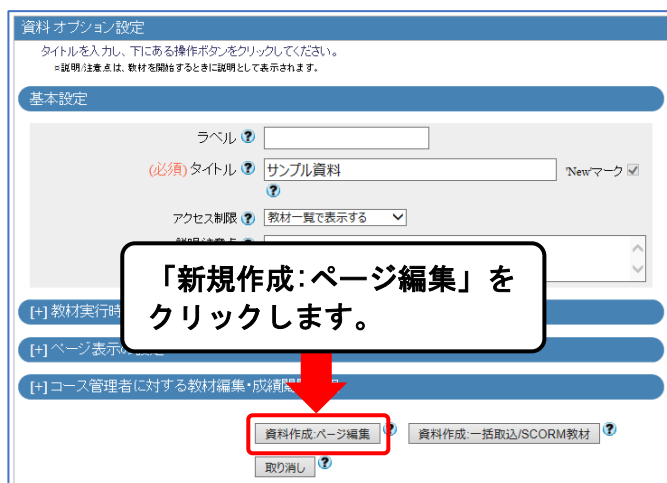 資料オプション設定
タイトルを入力し、下にある操作ボタンをクリックしてください。
¤説明/注意点は、教材を開始するときに説明として表示されます。
基本設定
ラベル ?
(必須) タイトル ? サンプル資料 'New'マーク
?
アクセス制限 ? 教材一覧で表示する
「新規作成:ページ編集」を
クリックします。
[+] 教材実行時
[+] ページ表示の
[+] コース管理者に対する教材編集・成績
資料作成:ページ編集 ? 資料作成:一括取込/SCORM教材 ?
取り消し ?